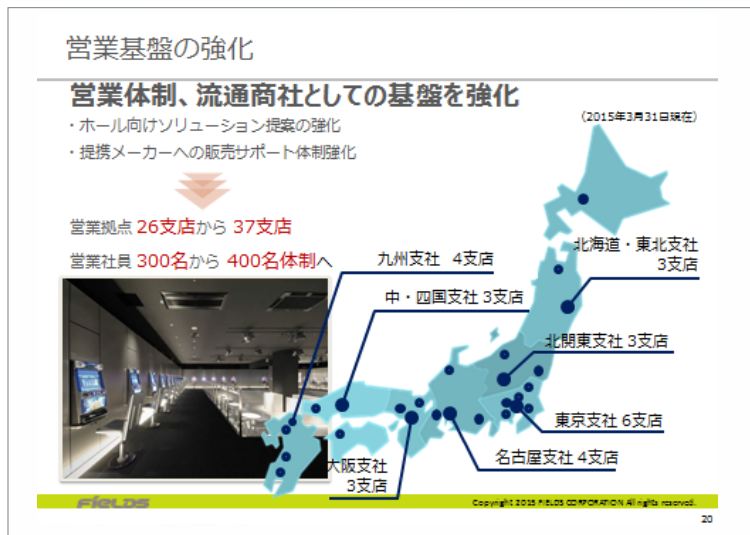 営業基盤の強化
営業体制、流通商社としての基盤を強化
・ホール向けソリューション提案の強化
・提携メーカーへの販売サポート体制強化
(2015年3月31日現在)
営業拠点 26支店から 37支店
営業社員 300名から 400名体制へ
北海道・東北支社
3支店
九州支社 4支店
中・四国支社 3支店
北関東支社 3支店
東京支社 6支店
名古屋支社 4支店
大阪支社
3支店
FIELDS
Copyright 2015 FIELDS CORPORATION All rights reserved.
20